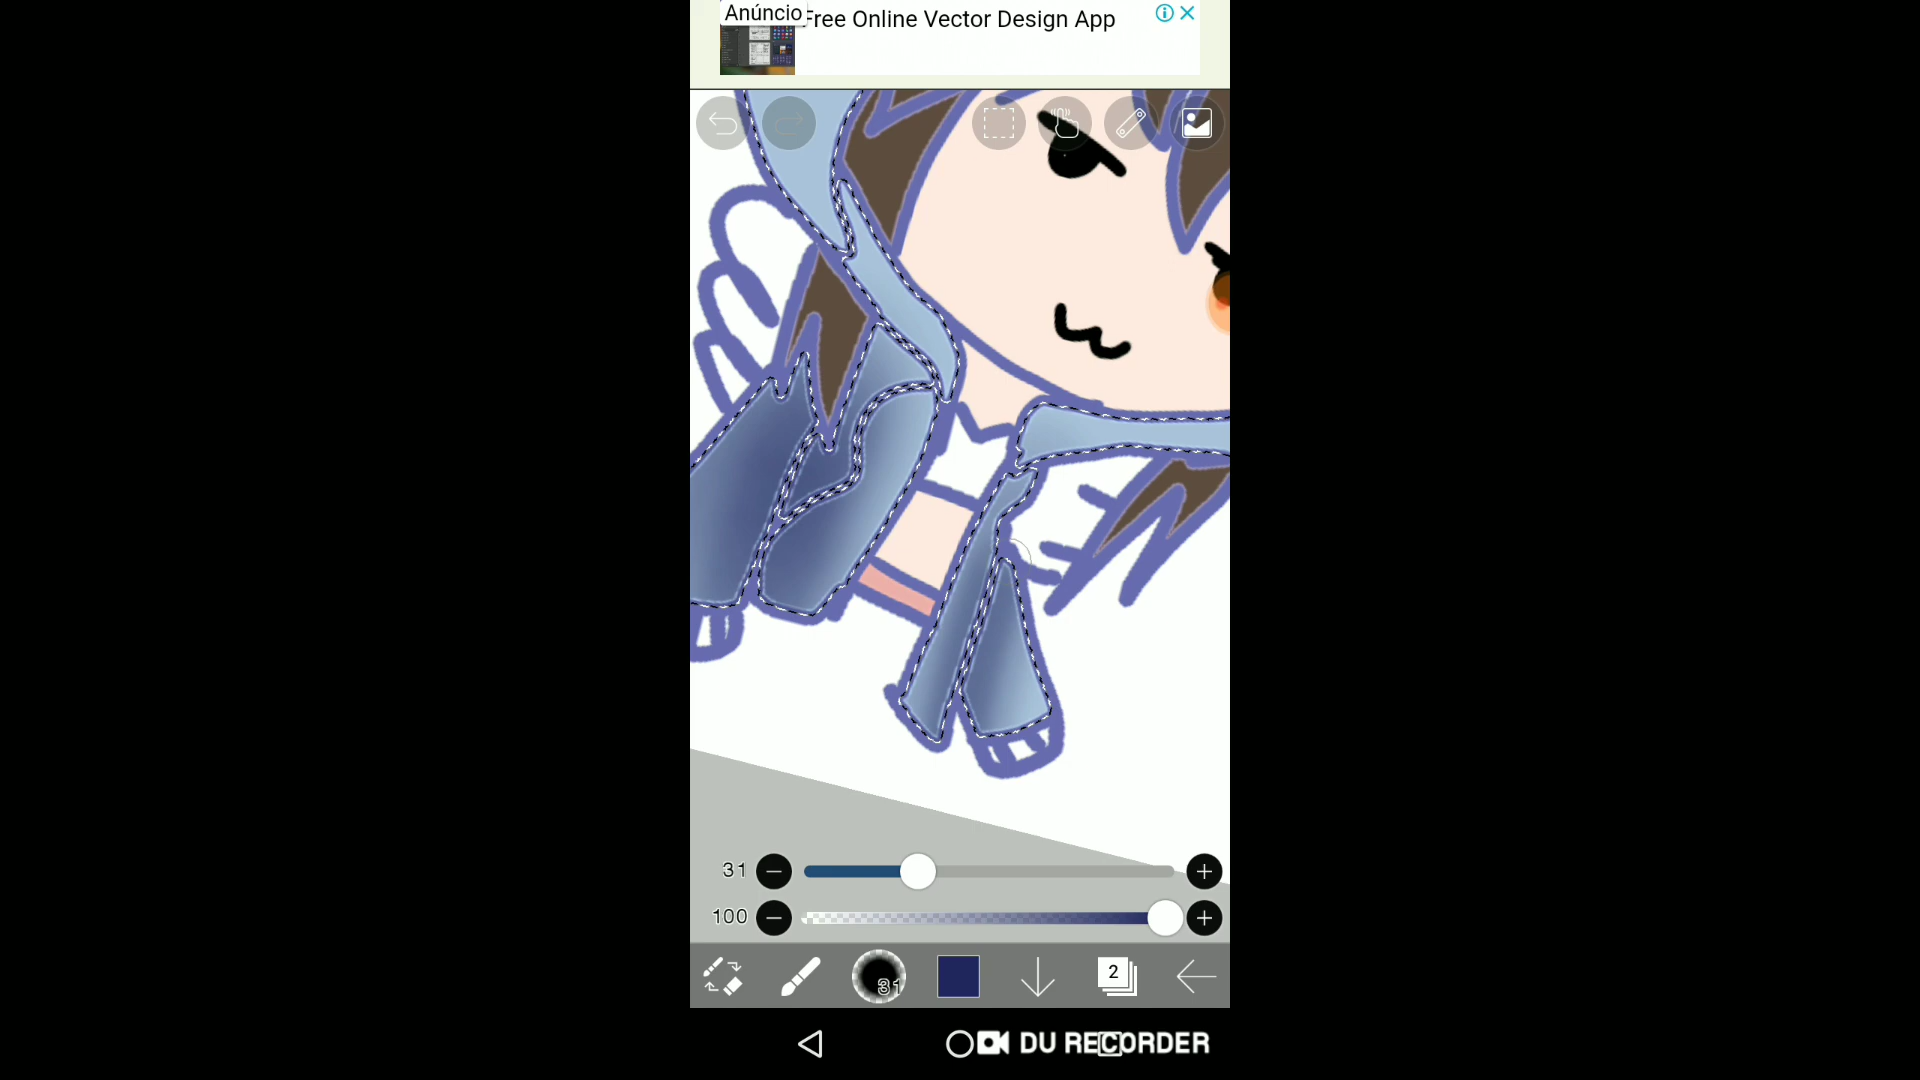 Anúncio
Free Online Vector Design App
31
100
31
2
DU RECORDER